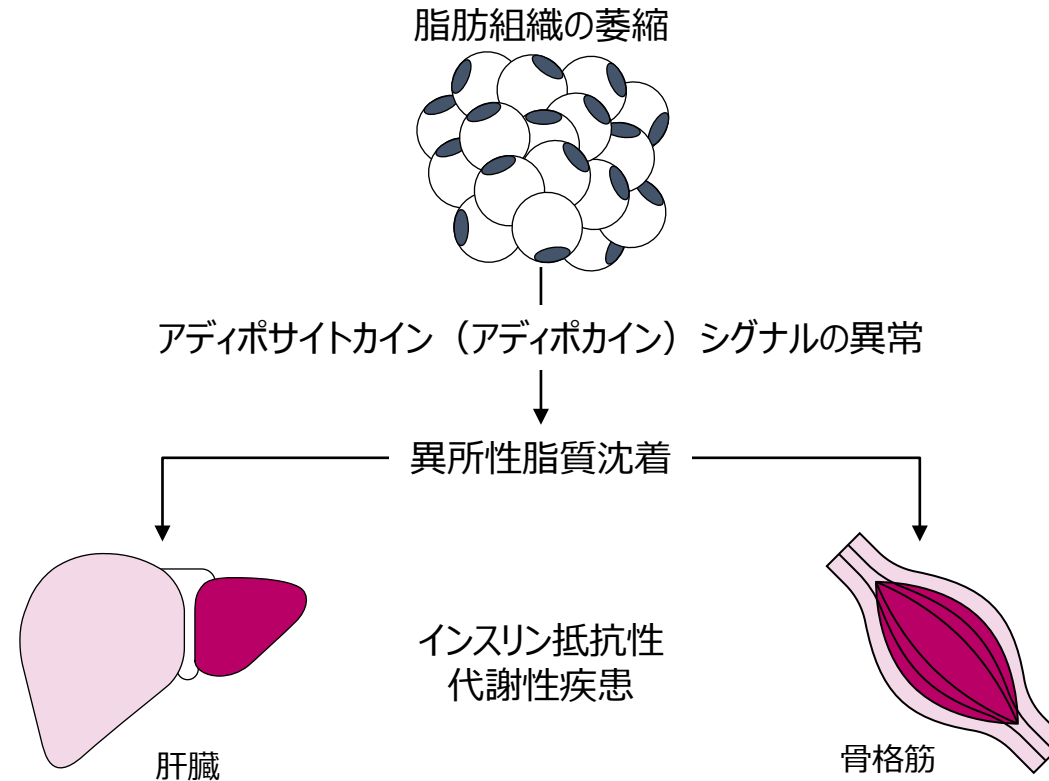 脂肪組織の萎縮
アディポサイトカイン（アディポカイン）シグナルの異常
異所性脂質沈着
インスリン抵抗性
代謝性疾患
肝臓
骨格筋